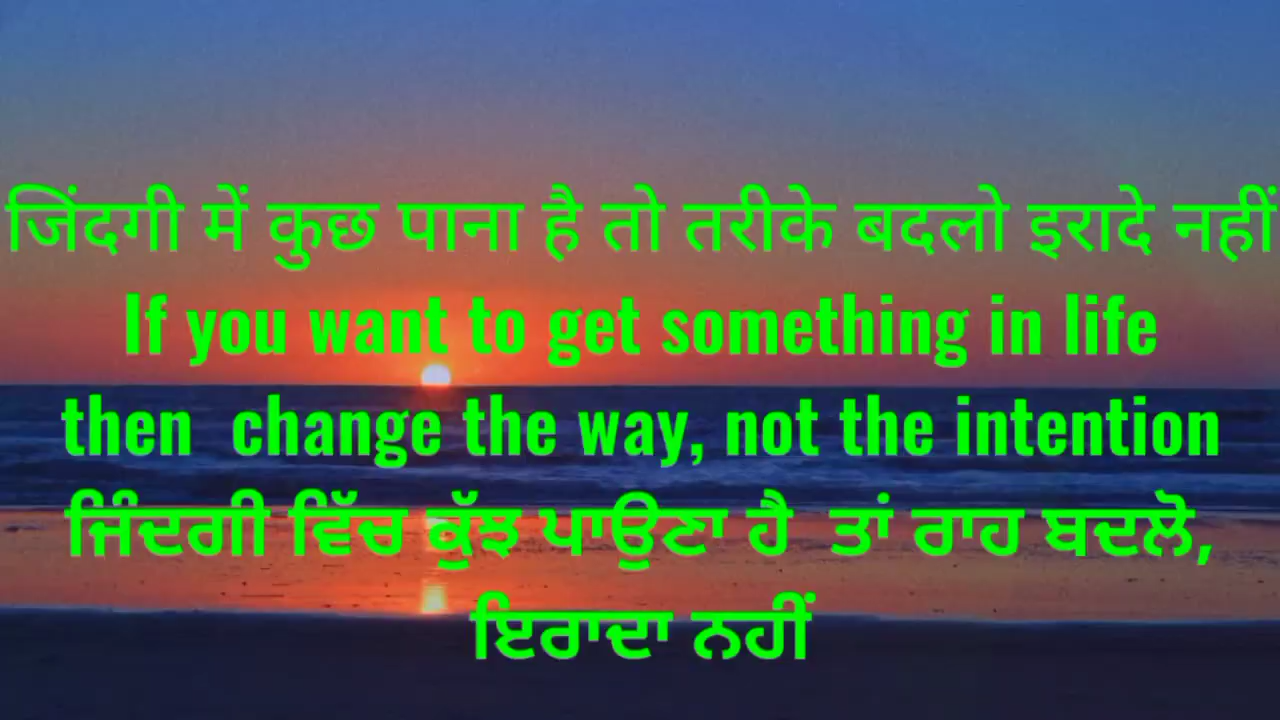 जिंदगी में कुछ पाना है तो तरीके बदलो इरादे नहीं
If you want to get something in life
then  change the way, not the intention
ਜਿੰਦਗੀ ਵਿੱਚ ਕੁੱਝ ਪਾਉਣਾ ਹੈ  ਤਾਂ ਰਾਹ ਬਦਲੋ,
ਇਰਾਦਾ ਨਹੀਂ